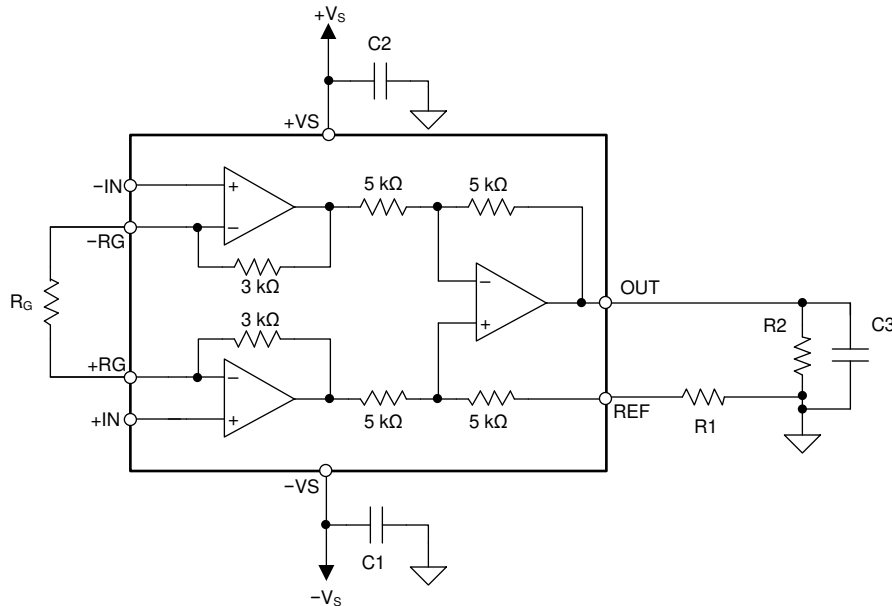 +VS
C2
+VS
−IN
+
−
−RG
5 kΩ
5 kΩ
3 kΩ
RG
3 kΩ
−
+
OUT
R2
C3
+RG
−
+
+IN
5 kΩ
5 kΩ
REF
R1
−VS
C1
−VS